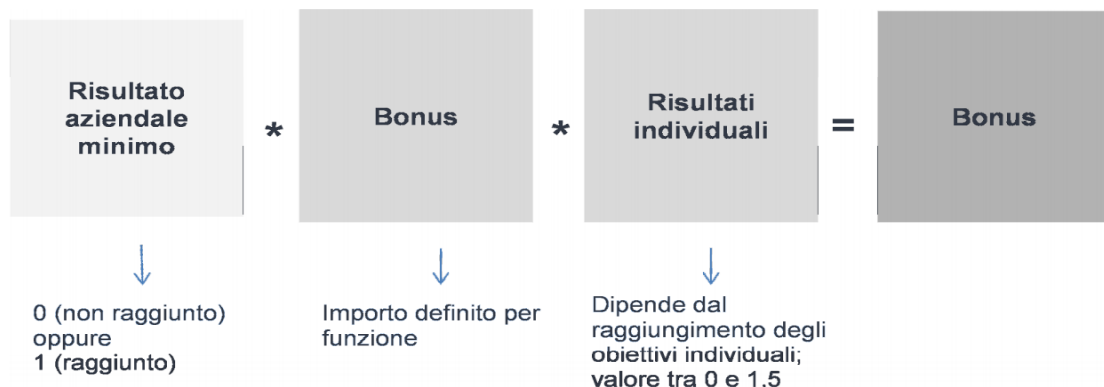 Risultato
aziendale
minimo
*
Bonus
*
Risultati
individuali
=
Bonus
0 (non raggiunto)
oppure
1 (raggiunto)
Importo definito per
funzione
Dipende dal
raggiungimento degli
obiettivi individuali;
valore tra 0 e 1.5